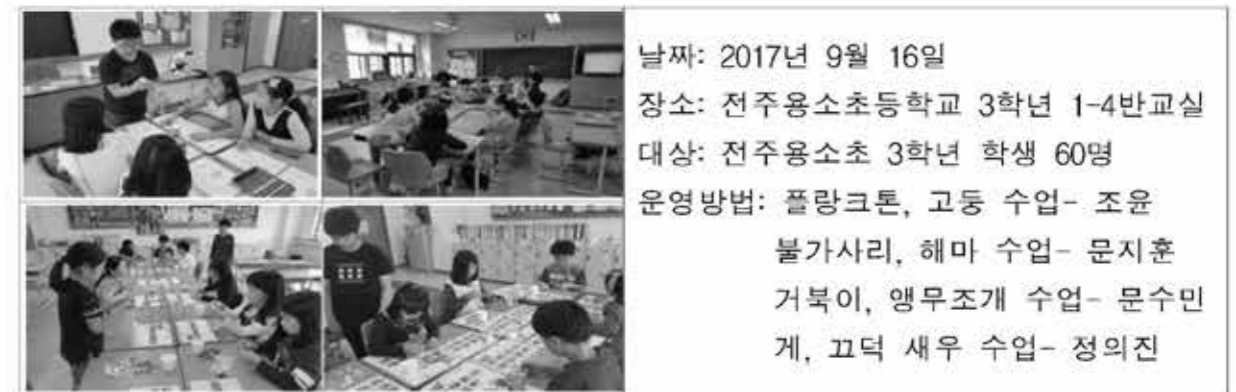 날짜: 2017년 9월 16일
장소: 전주용소초등학교 3학년 1-4반교실
대상: 전주용소초 3학년 학생 60명
운영방법: 플랑크톤, 고둥 수업- 조윤
불가사리, 해마 수업- 문지훈
거북이, 앵무조개 수업- 문수민
게, 끄덕 새우 수업- 정의진